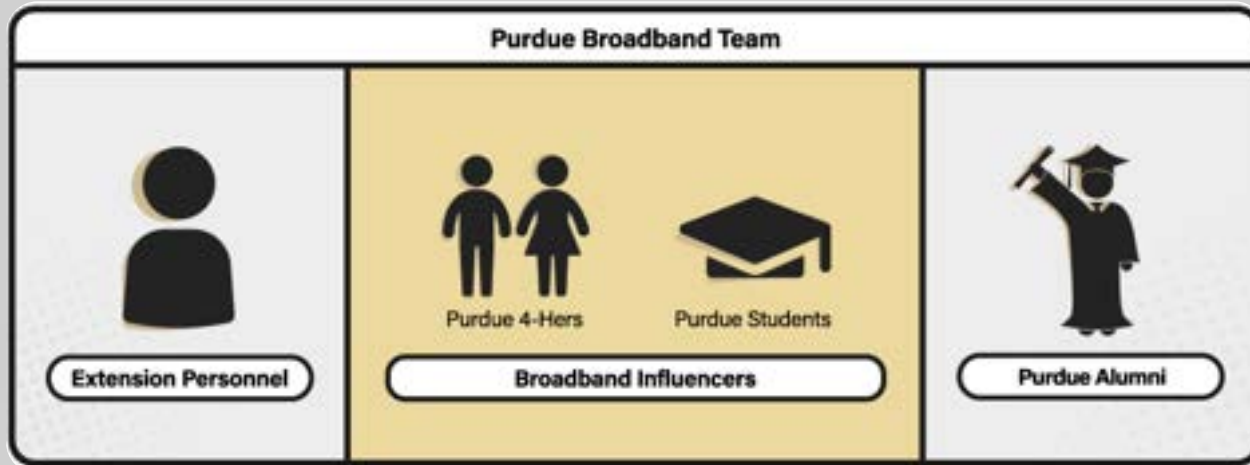 Purdue Broadband Team
Purdue 4-Hers
Purdue Students
Extension Personnel
Broadband Influencers
Purdue Alumni